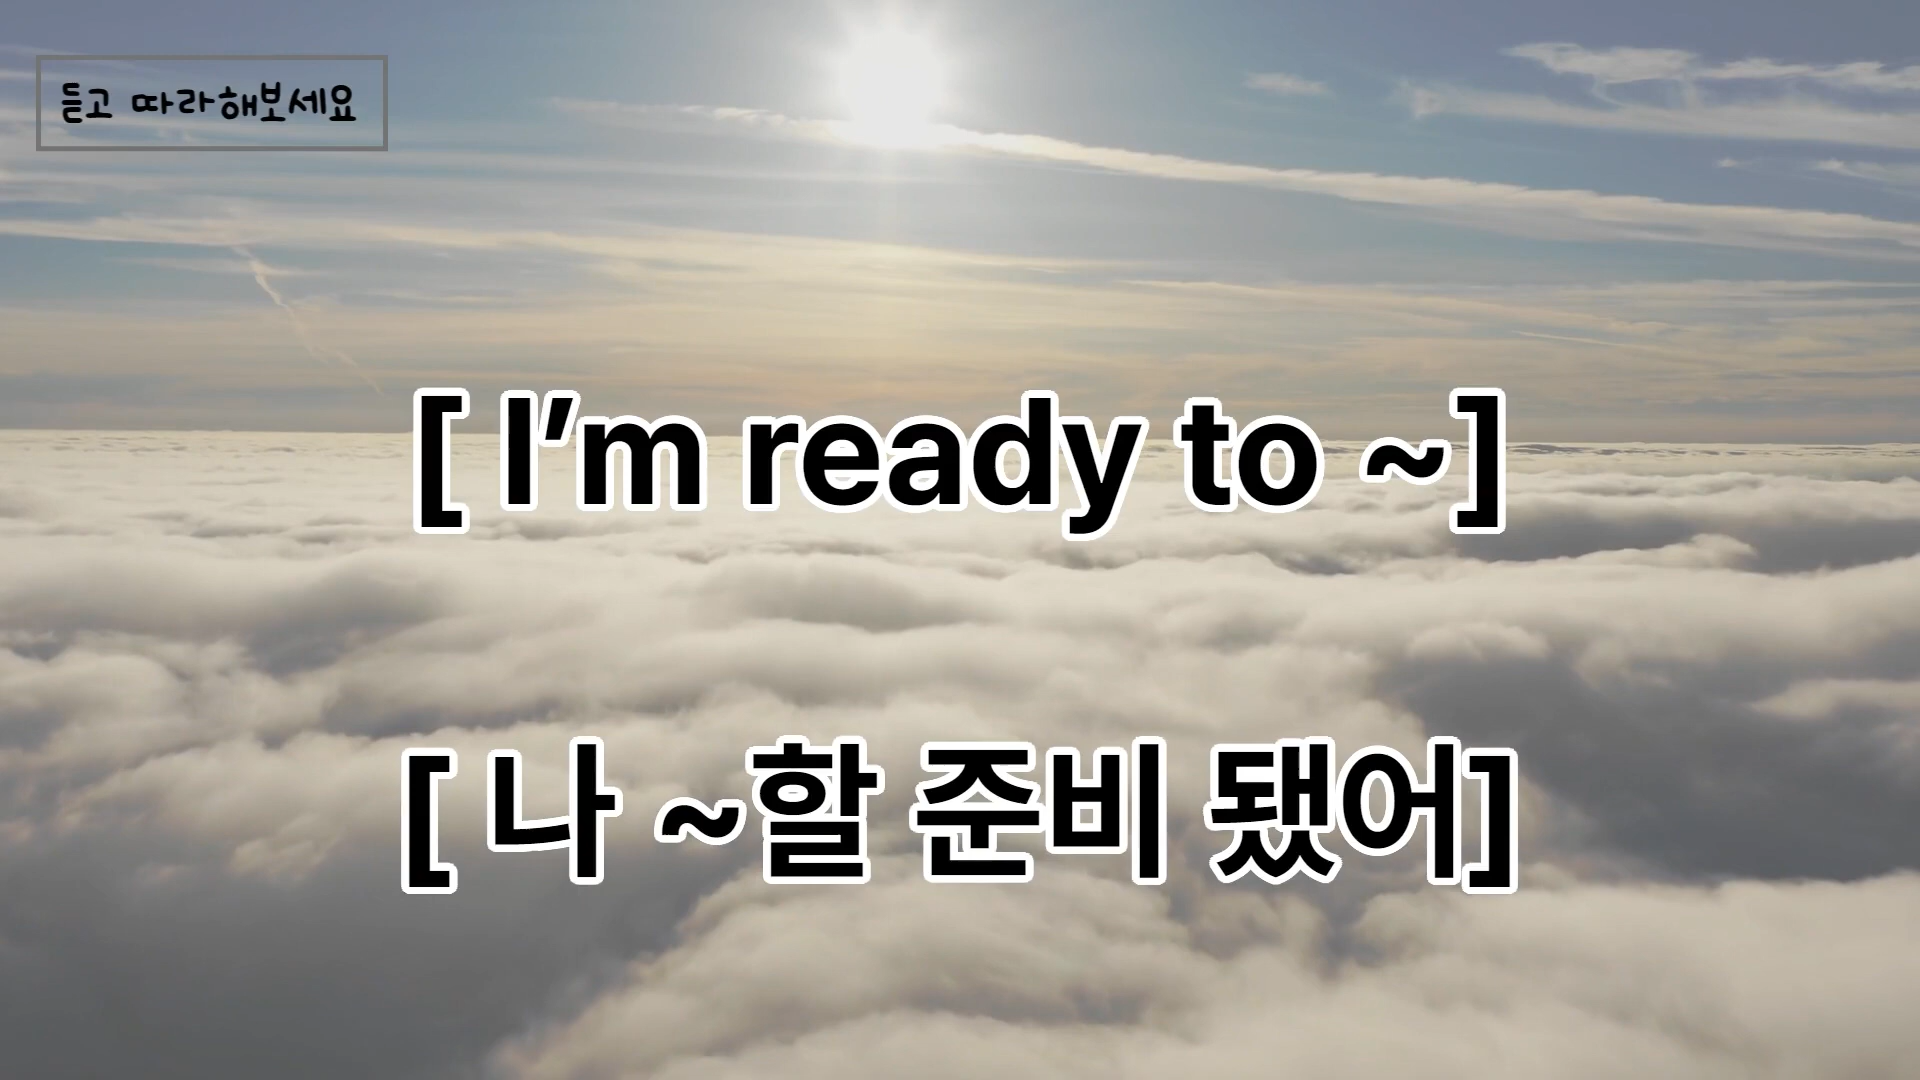 듣고 따라해보세요
[ I’m ready to ~]
[ 나 ~할 준비 됐어]